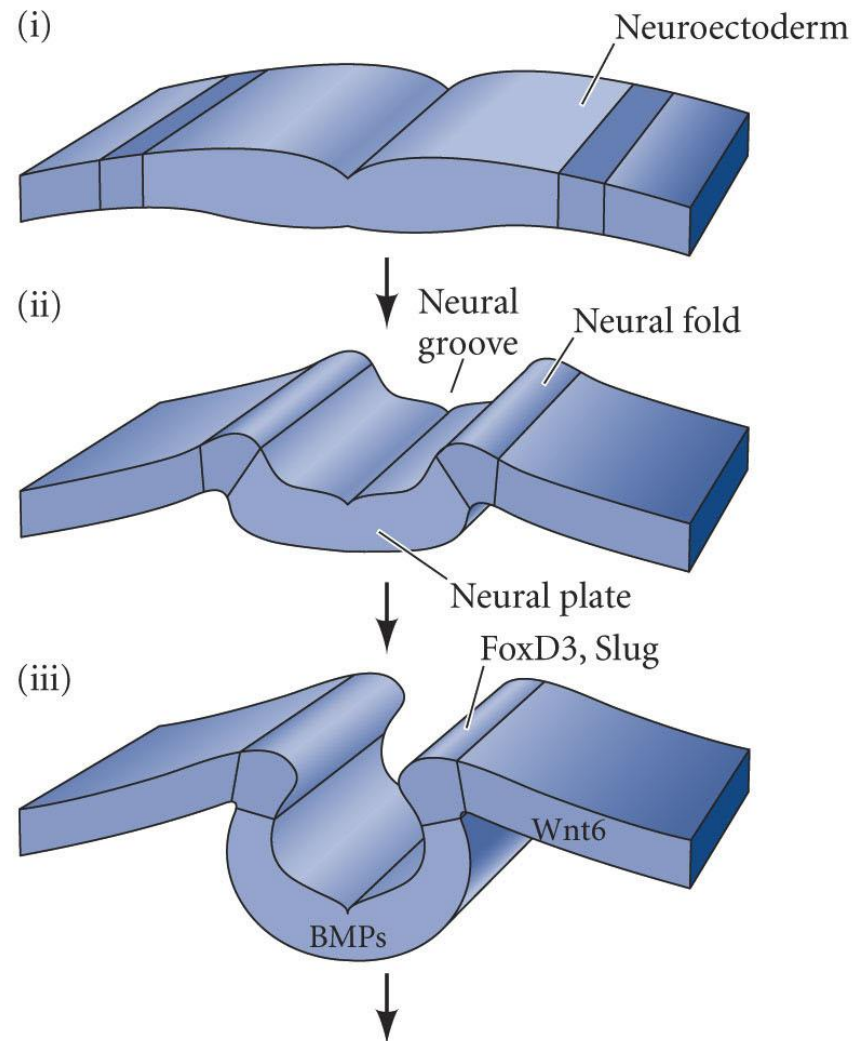 (i)
Neuroectoderm
(ii)
Neural
groove
Neural fold
Neural plate
(iii)
FoxD3, Slug
Wnt6
BMPs